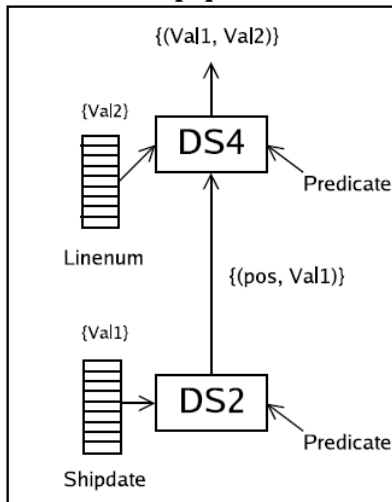 {(Val1, Val2)}
{Val2}
DS4
Predicate
Linenum
{(pos, Val1)}
{Val1}
DS2
Predicate
Shipdate